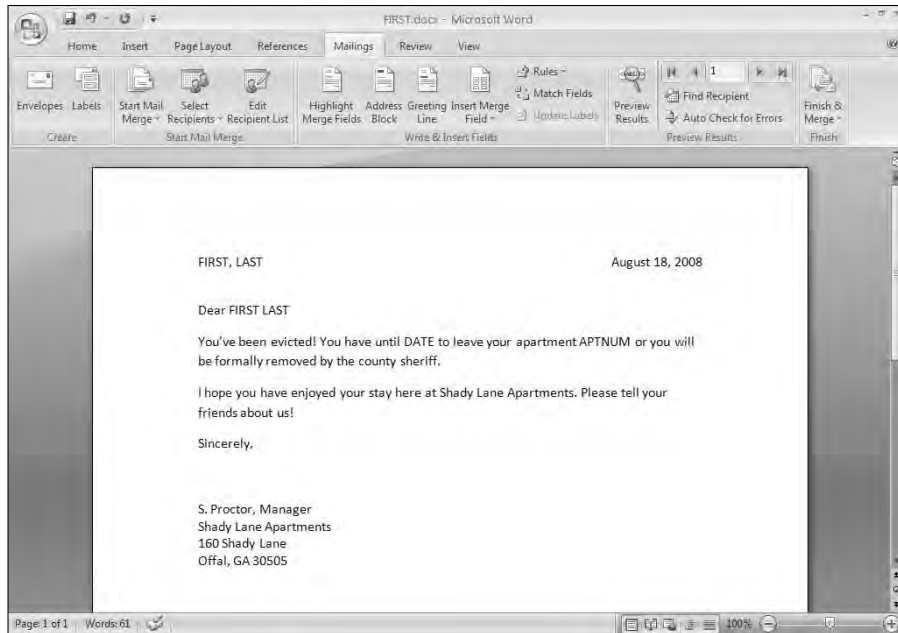 FIRST.docx - Microsoft Word
Home Insert Page Layout References Mailings Review View
Envelopes Labels Start Mail Merge Select Recipients Edit Recipient List Highlight Merge Fields Address Block Greeting Line Insert Merge Field Rules Match Fields Update Labels Preview Results 1 Find Recipient Auto Check for Errors Finish & Merge
Create Start Mail Merge Write & Insert Fields Preview Results Finish
FIRST, LAST August 18, 2008
Dear FIRST LAST
You've been evicted! You have until DATE to leave your apartment APTNUM or you will
be formally removed by the county sheriff.
I hope you have enjoyed your stay here at Shady Lane Apartments. Please tell your
friends about us!
Sincerely,
S. Proctor, Manager
Shady Lane Apartments
160 Shady Lane
Offal, GA 30505
Page: 1 of 1 Words: 61 100%